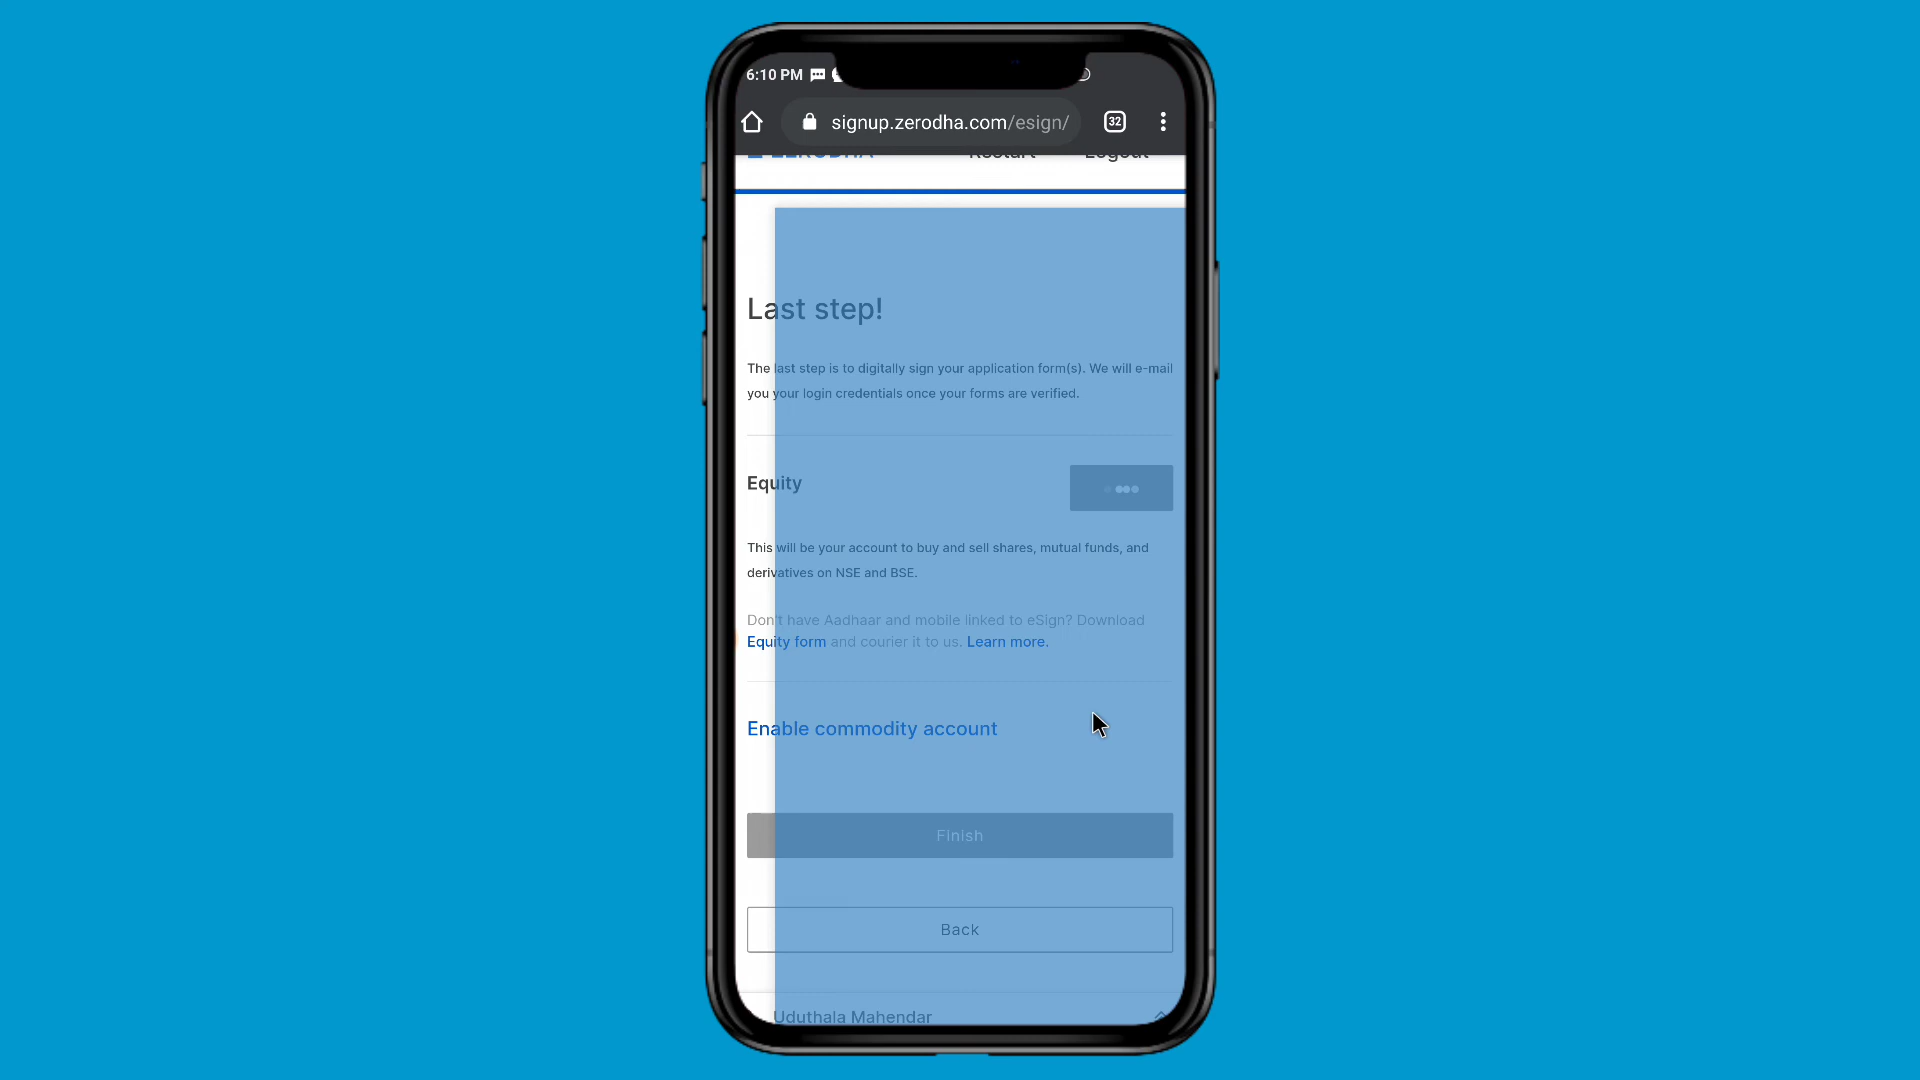 6:10 PM
signup.zerodha.com/esign/
32
ZERODHA Restart Logout
Last step!
The last step is to digitally sign your application form(s). We will e-mail
you your login credentials once your forms are verified.
Equity
This will be your account to buy and sell shares, mutual funds, and
derivatives on NSE and BSE.
Don't have Aadhaar and mobile linked to eSign? Download
Equity form and courier it to us. Learn more.
Enable commodity account
Finish
Back
Uduthala Mahendar